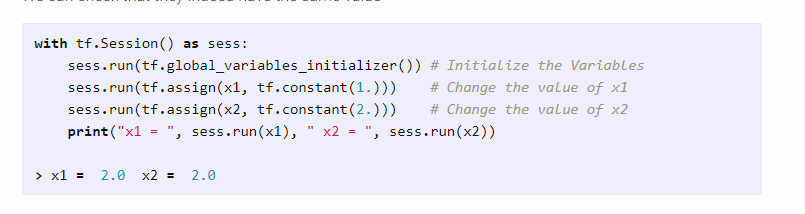 with tf.Session() as sess:
    sess.run(tf.global_variables_initializer()) # Initialize the Variables
    sess.run(tf.assign(x1, tf.constant(1.)))    # Change the value of x1
    sess.run(tf.assign(x2, tf.constant(2.)))    # Change the value of x2
    print("x1 = ", sess.run(x1), " x2 = ", sess.run(x2))
> x1 =  2.0  x2 =  2.0